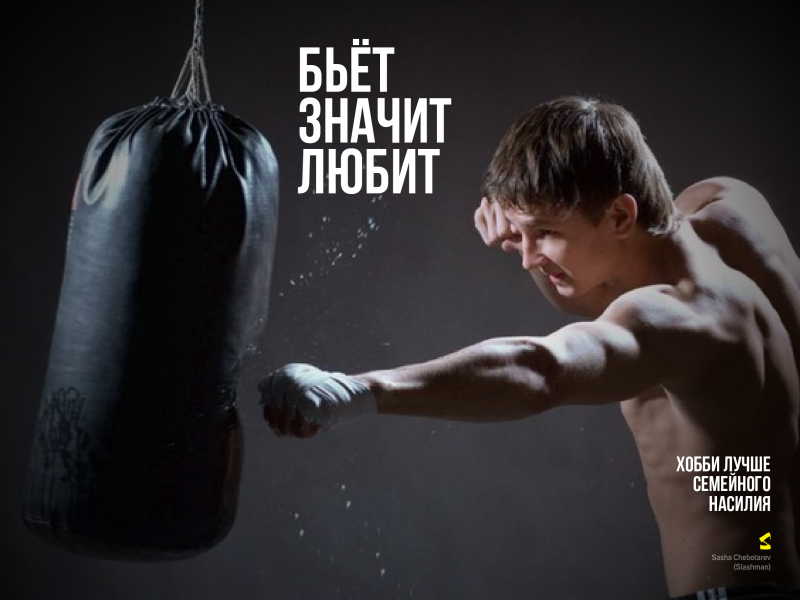 БЬЁТ
ЗНАЧИТ
ЛЮБИТ
ХОББИ ЛУЧШЕ
СЕМЕЙНОГО
НАСИЛИЯ
Sasha Chebotarev
(Slashman)